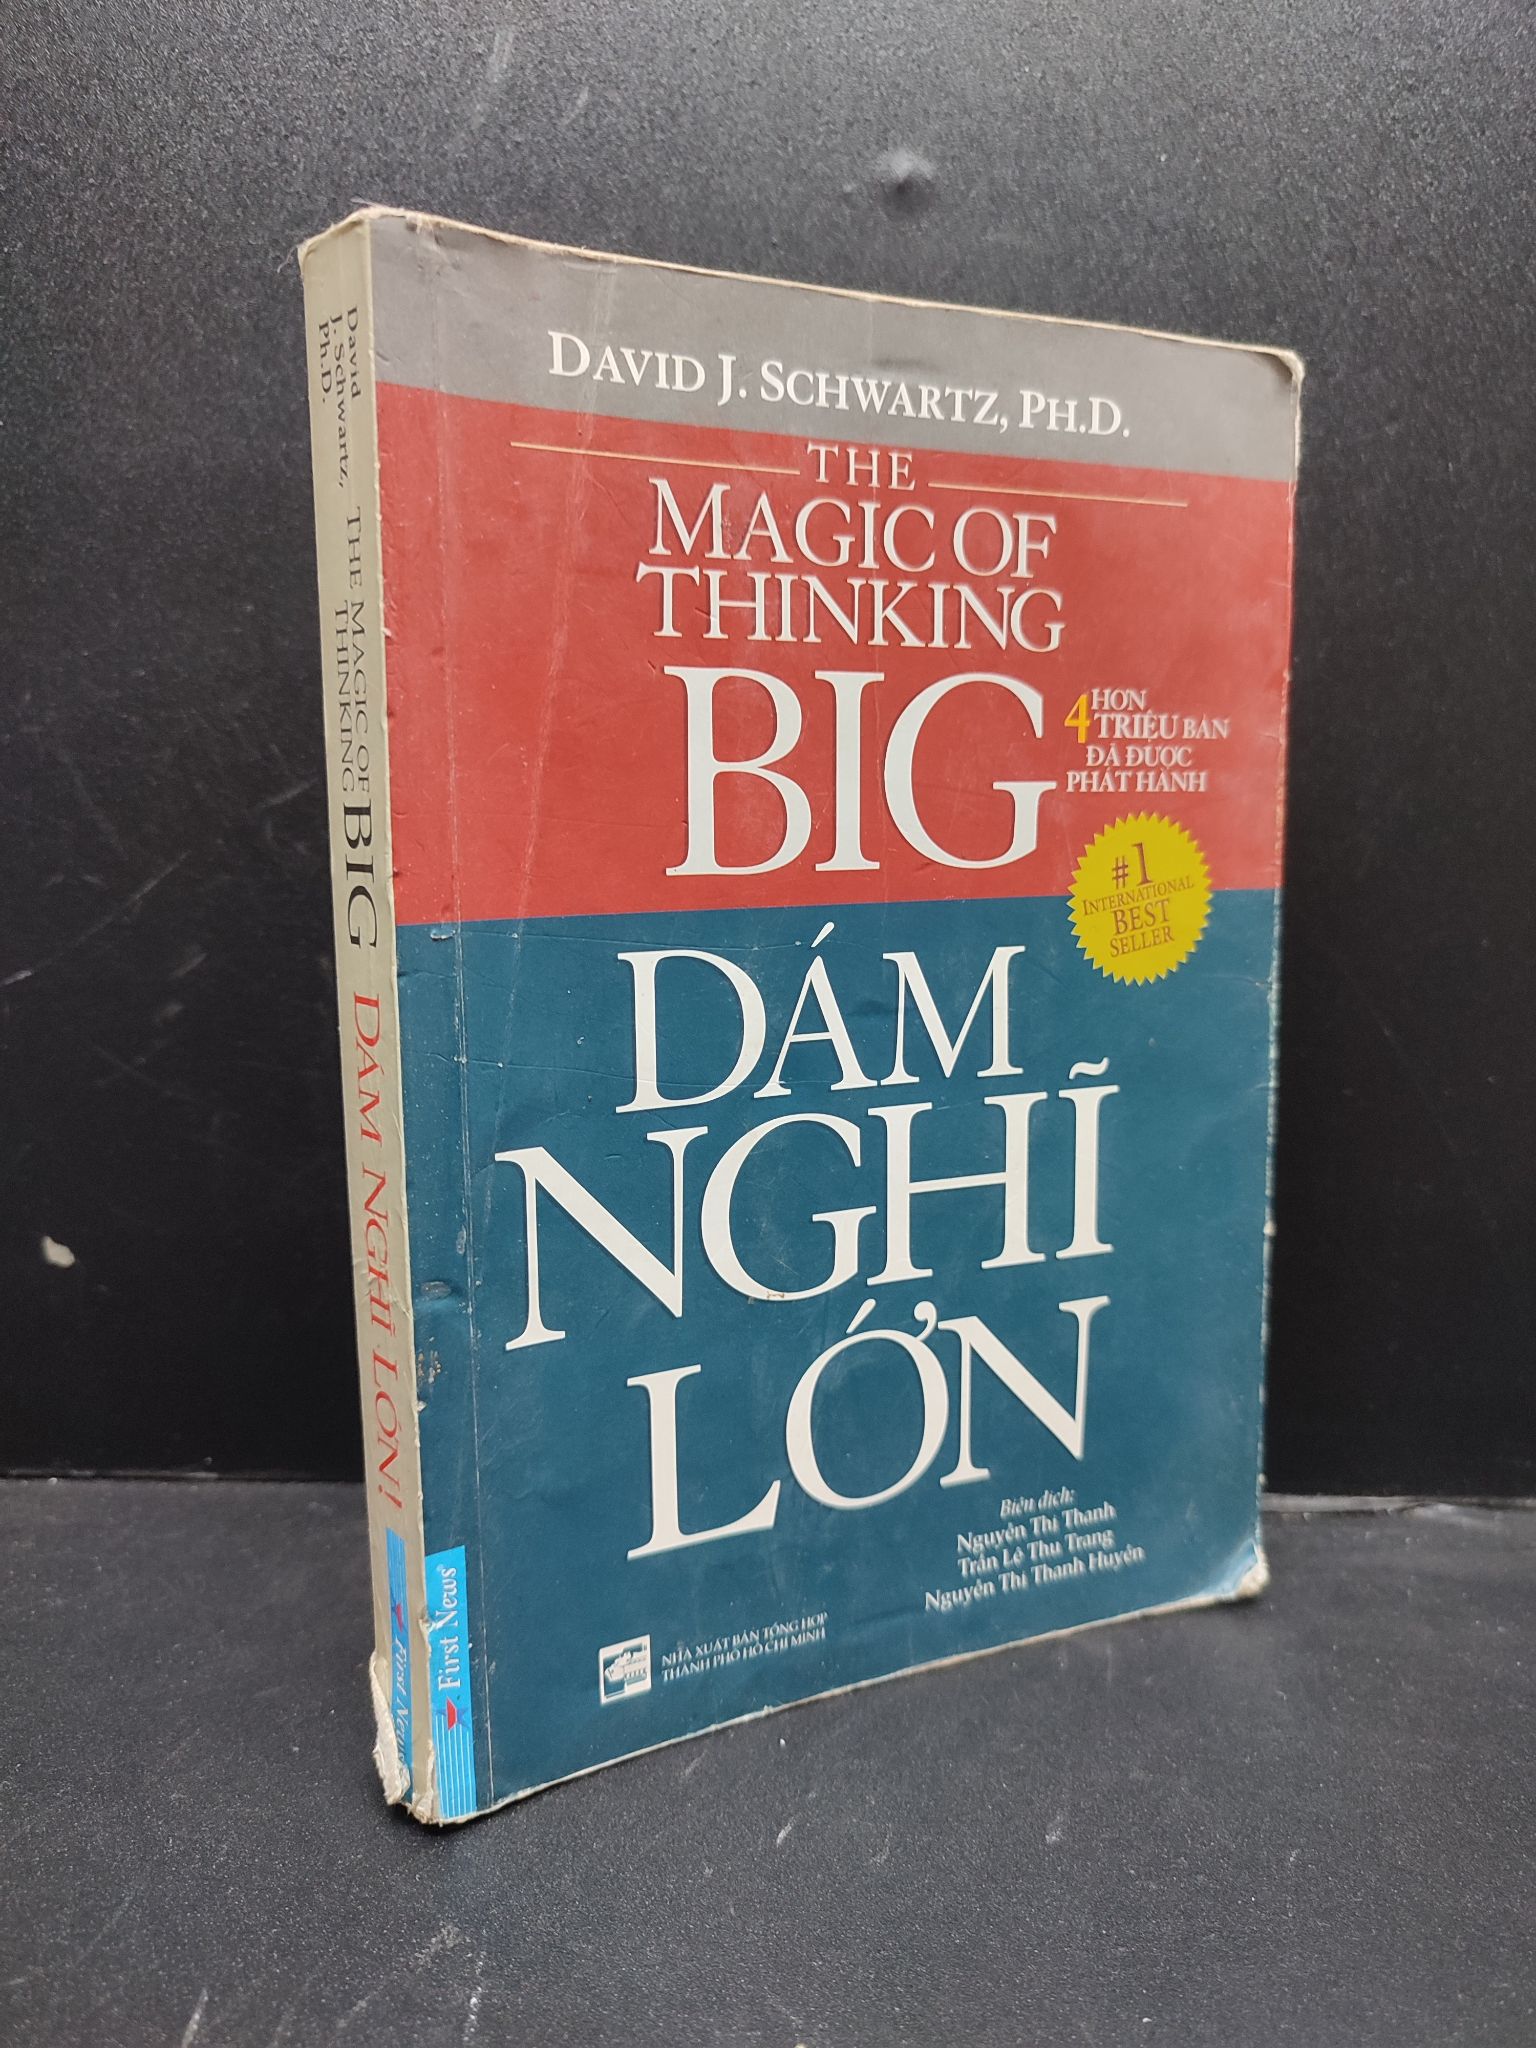 David
J. Schwartz,
Ph.D.
THE MAGIC OF
THINKING BIG
DÁM NGHĨ LỚN!
First News
DAVID J. SCHWARTZ, PH.D.
THE
MAGIC OF
THINKING
BIG
HƠN
4 TRIỆU BẢN
ĐÃ ĐƯỢC
PHÁT HÀNH
#1
INTERNATIONAL
BEST
SELLER
DÁM
NGHĨ
LỚN
Biên dịch:
Nguyễn Thị Thanh
Trần Lê Thu Trang
Nguyễn Thị Thanh Huyền
First News
NHÀ XUẤT BẢN TỔNG HỢP
THÀNH PHỐ HỒ CHÍ MINH